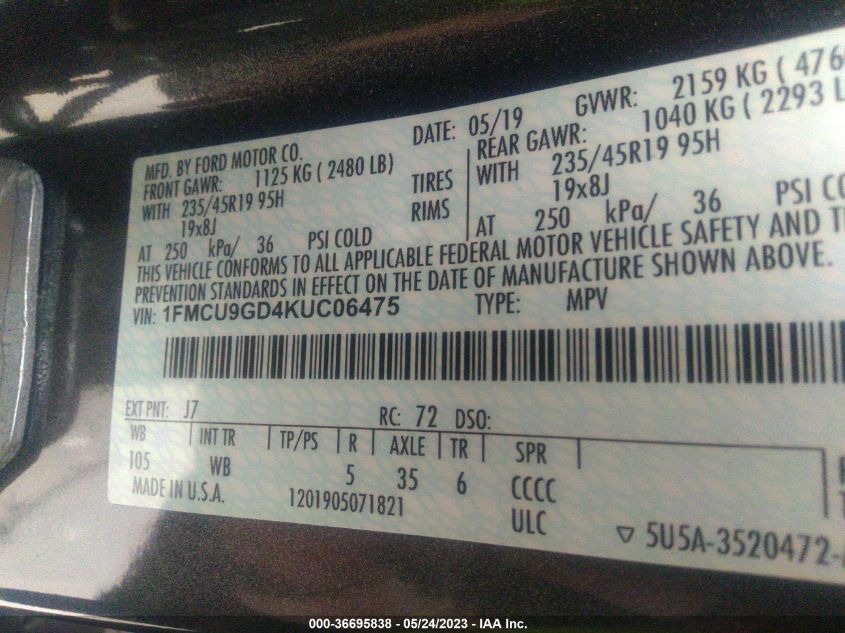 MFD. BY FORD MOTOR CO. DATE: 05/19 GVWR: 2159 KG ( 476
FRONT GAWR: 1125 KG ( 2480 LB) REAR GAWR: 1040 KG ( 2293 L
WITH 235/45R19 95H TIRES WITH 235/45R19 95H
19x8J RIMS 19x8J
AT 250 kPa/ 36 PSI COLD AT 250 kPa/ 36 PSI CO
THIS VEHICLE CONFORMS TO ALL APPLICABLE FEDERAL MOTOR VEHICLE SAFETY AND T
PREVENTION STANDARDS IN EFFECT ON THE DATE OF MANUFACTURE SHOWN ABOVE.
VIN: 1FMCU9GD4KUC06475 TYPE: MPV
EXT PNT: J7 RC: 72 DSO:
WB INT TR TP/PS R AXLE TR SPR
105 WB 5 35 6 CCCC
MADE IN U.S.A. 1201905071821 ULC
▽ 5U5A-3520472-
000-36695838 - 05/24/2023 - IAA Inc.